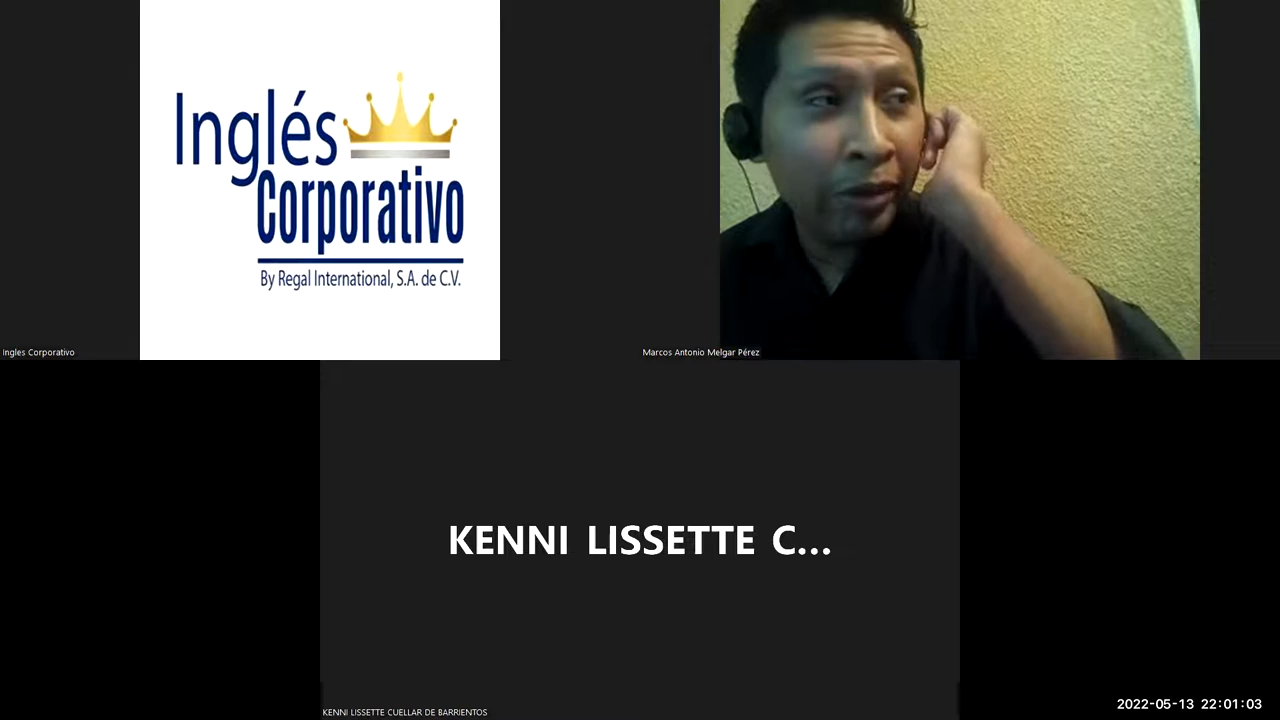 Inglés
Corporativo
By Regal International, S.A. de C.V.
Ingles Corporativo
Marcos Antonio Melgar Pérez
KENNI LISSETTE C...
KENNI LISSETTE CUELLAR DE BARRIENTOS
2022-05-13 22:01:03